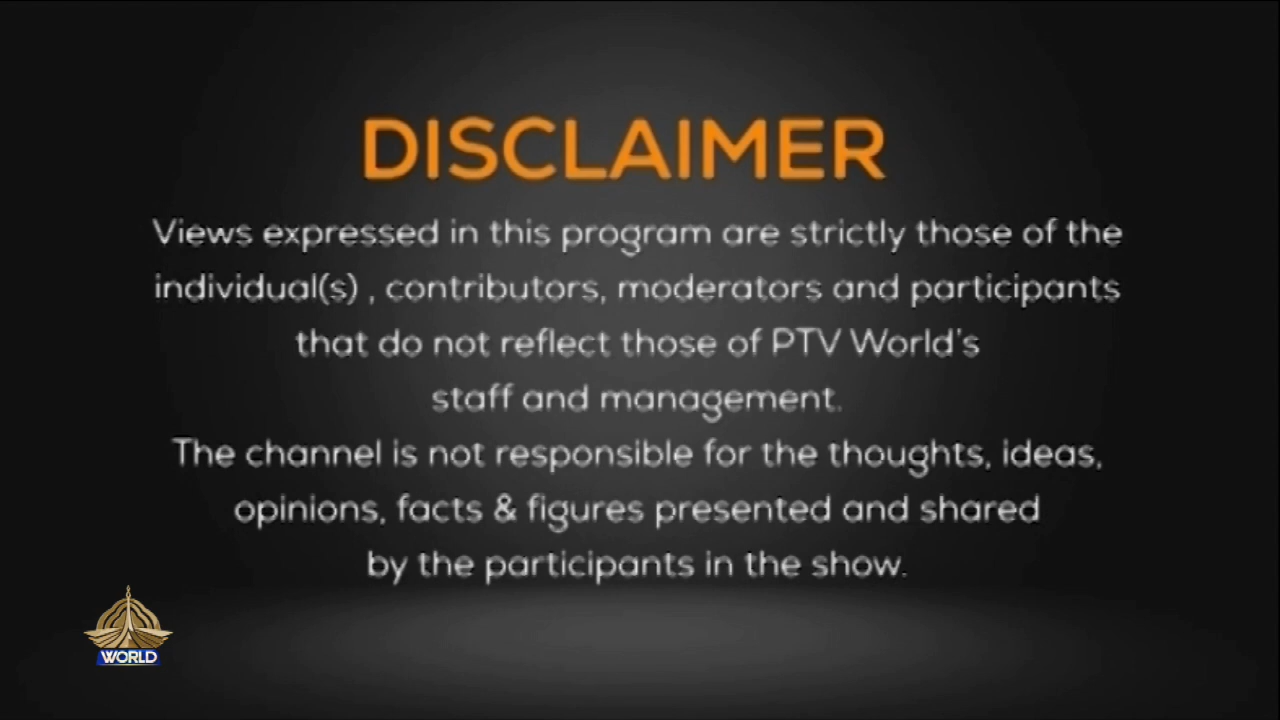 DISCLAIMER
Views expressed in this program are strictly those of the
individual(s) , contributors, moderators and participants
that do not reflect those of PTV World's
staff and management.
The channel is not responsible for the thoughts, ideas,
opinions, facts & figures presented and shared
by the participants in the show.
WORLD